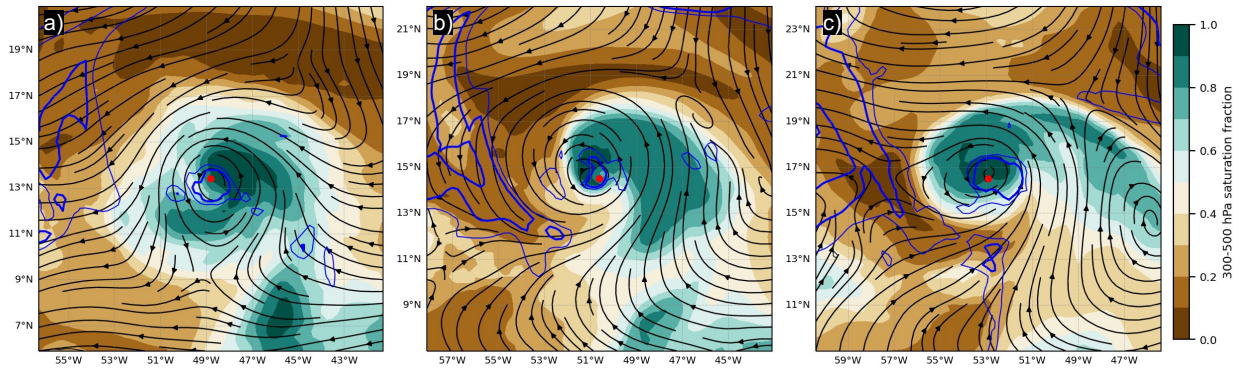 a)
19°N
17°N
15°N
13°N
11°N
9°N
7°N
55°W 53°W 51°W 49°W 47°W 45°W 43°W
b)
21°N
19°N
17°N
15°N
13°N
11°N
9°N
57°W 55°W 53°W 51°W 49°W 47°W 45°W
c)
23°N
21°N
19°N
17°N
15°N
13°N
11°N
59°W 57°W 55°W 53°W 51°W 49°W 47°W
1.0
0.8
0.6
0.4
0.2
0.0
300-500 hPa saturation fraction